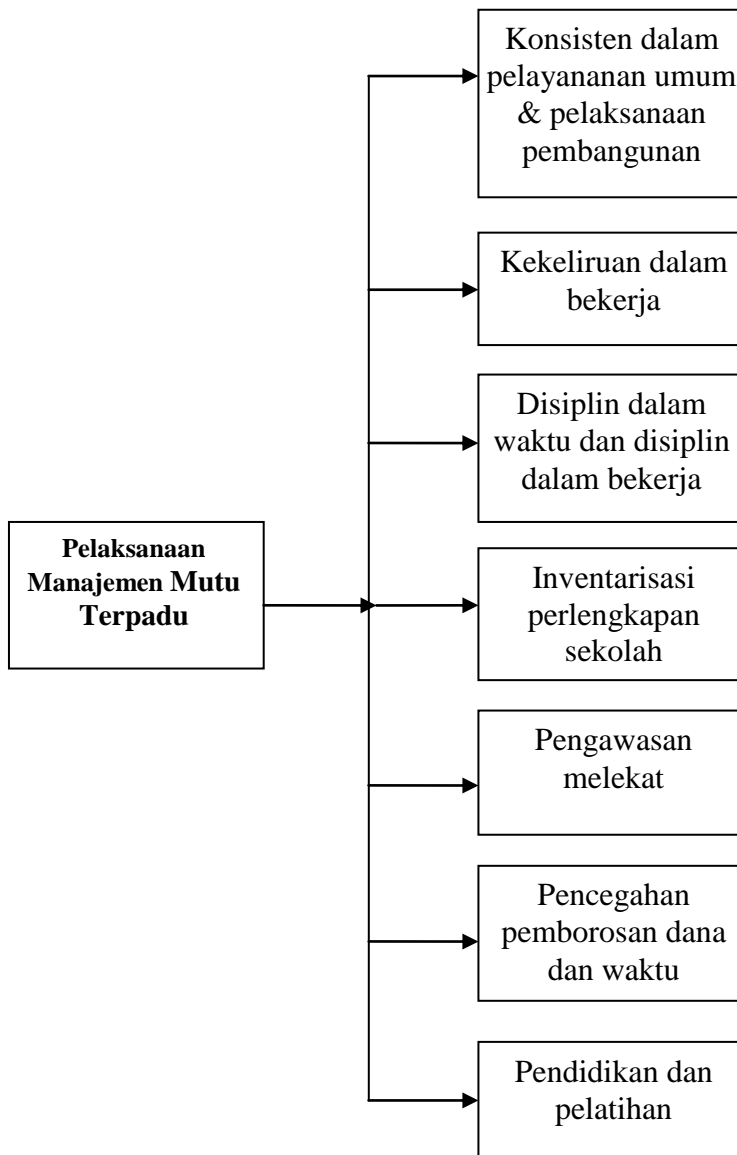 Konsisten dalam
pelayananan umum
& pelaksanaan
pembangunan
Kekeliruan dalam
bekerja
Disiplin dalam
waktu dan disiplin
dalam bekerja
Pelaksanaan
Manajemen Mutu
Terpadu
Inventarisasi
perlengkapan
sekolah
Pengawasan
melekat
Pencegahan
pemborosan dana
dan waktu
Pendidikan dan
pelatihan